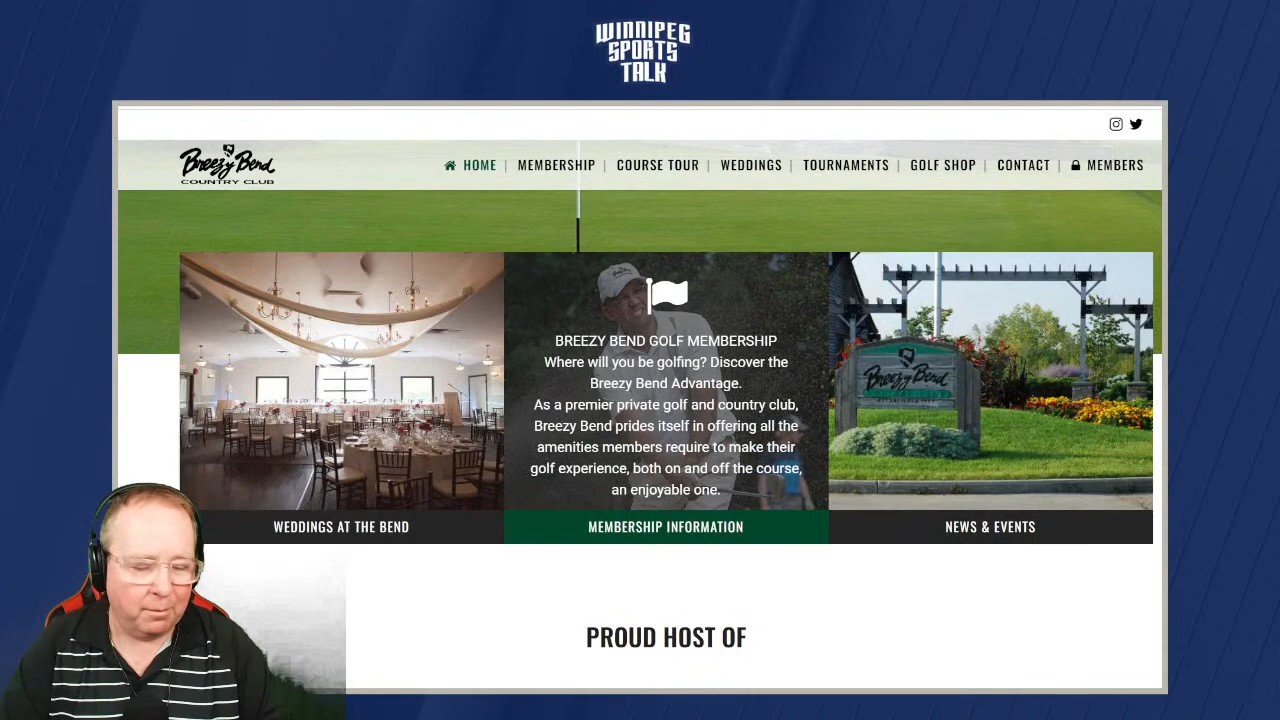 WINNIPEG
SPORTS
TALK
Breezy Bend
COUNTRY CLUB
HOME | MEMBERSHIP | COURSE TOUR | WEDDINGS | TOURNAMENTS | GOLF SHOP | CONTACT | MEMBERS
BREEZY BEND GOLF MEMBERSHIP
Where will you be golfing? Discover the
Breezy Bend Advantage.
As a premier private golf and country club,
Breezy Bend prides itself in offering all the
amenities members require to make their
golf experience, both on and off the course,
an enjoyable one.
Breezy Bend
WEDDINGS AT THE BEND
MEMBERSHIP INFORMATION
NEWS & EVENTS
PROUD HOST OF